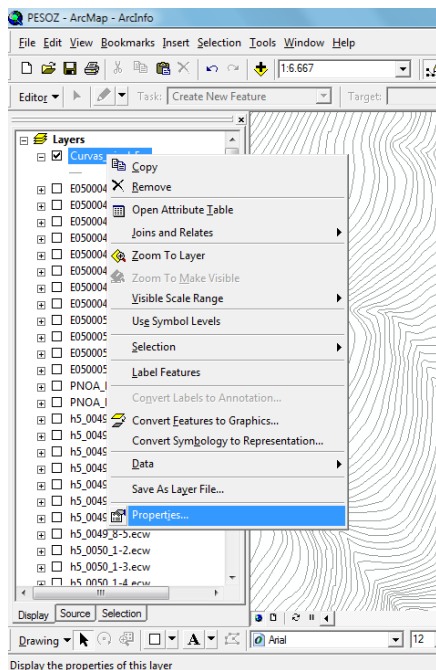 PESOZ - ArcMap - ArcInfo
File Edit View Bookmarks Insert Selection Tools Window Help
1:6.667
Editor Task: Create New Feature Target:
Layers
Copy
Remove
Open Attribute Table
Joins and Relates
Zoom To Layer
Zoom To Make Visible
Visible Scale Range
Use Symbol Levels
Selection
Label Features
Convert Labels to Annotation...
Convert Features to Graphics...
Convert Symbology to Representation...
Data
Save As Layer File...
Properties...
E050004
E050004
E050004
E050004
E050004
E050004
E050005
E050005
E050005
E050005
PNOA_
PNOA_
h5_0049
h5_0049
h5_0049
h5_0049
h5_0049
h5_0049_8-5.ecw
h5_0050_1-2.ecw
h5_0050_1-3.ecw
h5_0050_1-4.ecw
Display Source Selection
Drawing A Arial 12
Display the properties of this layer